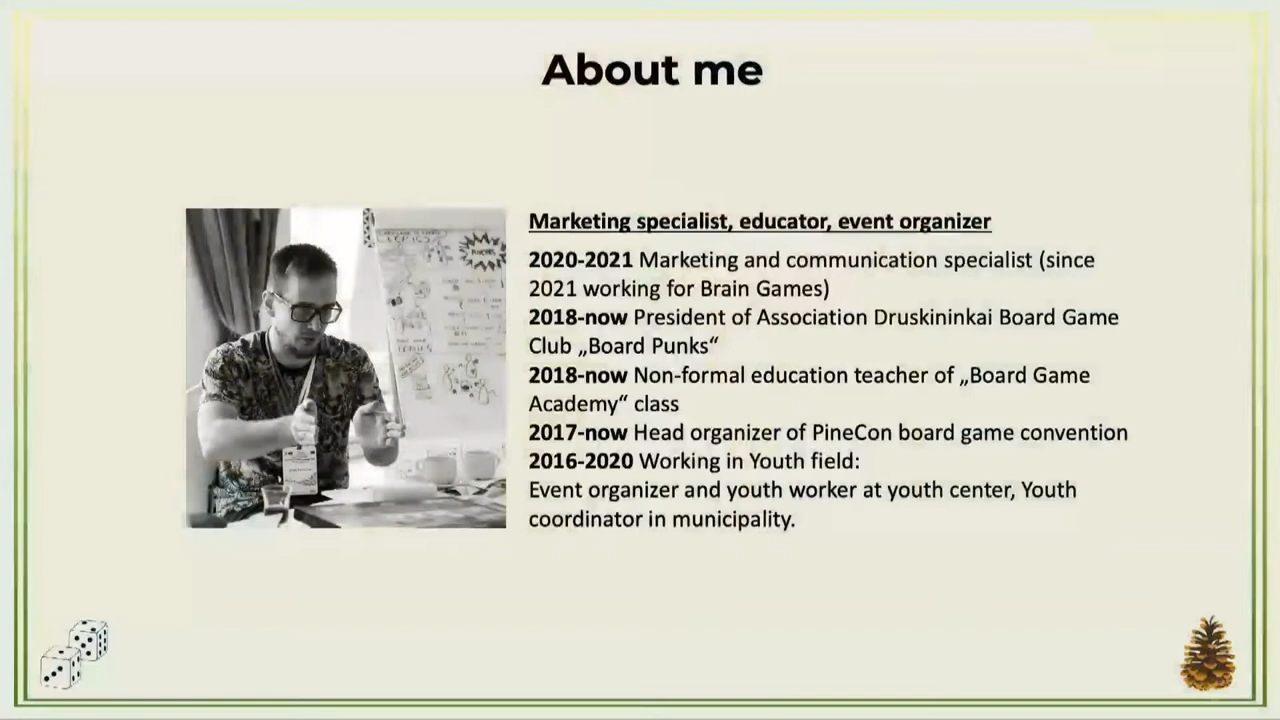 About me
Marketing specialist, educator, event organizer
2020-2021 Marketing and communication specialist (since
2021 working for Brain Games)
2018-now President of Association Druskininkai Board Game
Club „Board Punks“
2018-now Non-formal education teacher of „Board Game
Academy“ class
2017-now Head organizer of PineCon board game convention
2016-2020 Working in Youth field:
Event organizer and youth worker at youth center, Youth
coordinator in municipality.